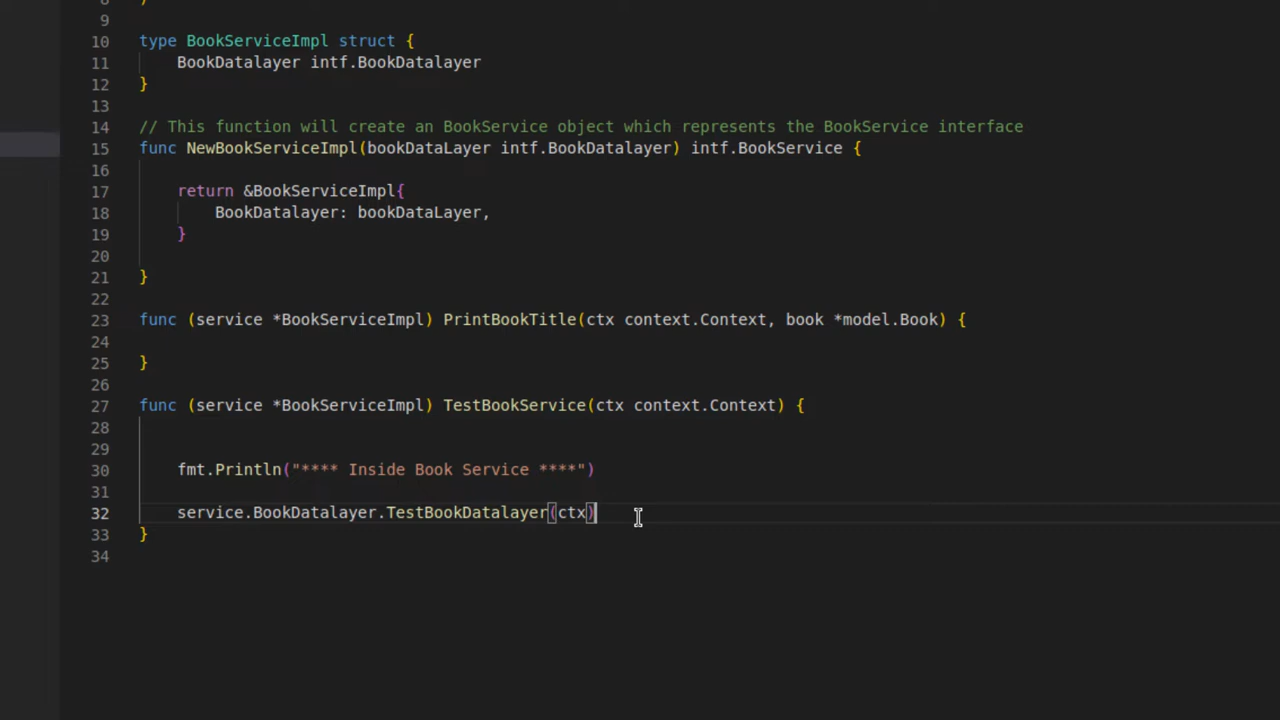 8 )
9
10 type BookServiceImpl struct {
11 BookDatalayer intf.BookDatalayer
12 }
13
14 // This function will create an BookService object which represents the BookService interface
15 func NewBookServiceImpl(bookDataLayer intf.BookDatalayer) intf.BookService {
16
17 return &BookServiceImpl{
18 BookDatalayer: bookDataLayer,
19 }
20
21 }
22
23 func (service *BookServiceImpl) PrintBookTitle(ctx context.Context, book *model.Book) {
24
25 }
26
27 func (service *BookServiceImpl) TestBookService(ctx context.Context) {
28
29
30 fmt.Println("**** Inside Book Service ****")
31
32 service.BookDatalayer.TestBookDatalayer(ctx)
33 }
34